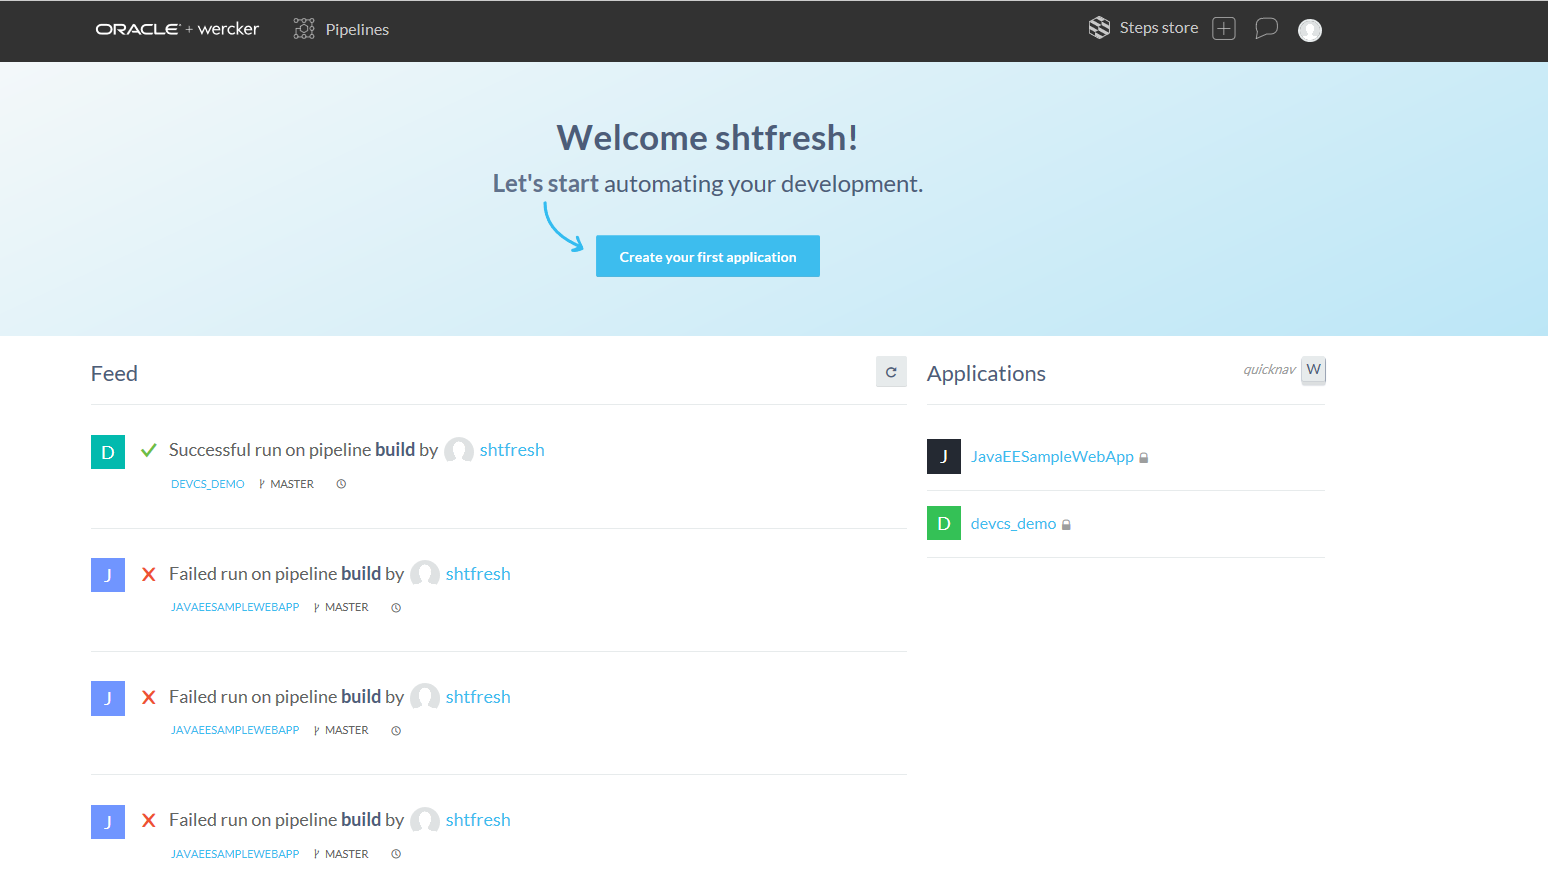 ORACLE + wercker Pipelines Steps store
Welcome shtfresh!
Let's start automating your development.
Create your first application
Feed
D Successful run on pipeline build by shtfresh
DEVCS_DEMO MASTER
J Failed run on pipeline build by shtfresh
JAVAEESAMPLEWEBAPP MASTER
J Failed run on pipeline build by shtfresh
JAVAEESAMPLEWEBAPP MASTER
J Failed run on pipeline build by shtfresh
JAVAEESAMPLEWEBAPP MASTER
Applications quicknav W
J JavaEESampleWebApp
D devcs_demo